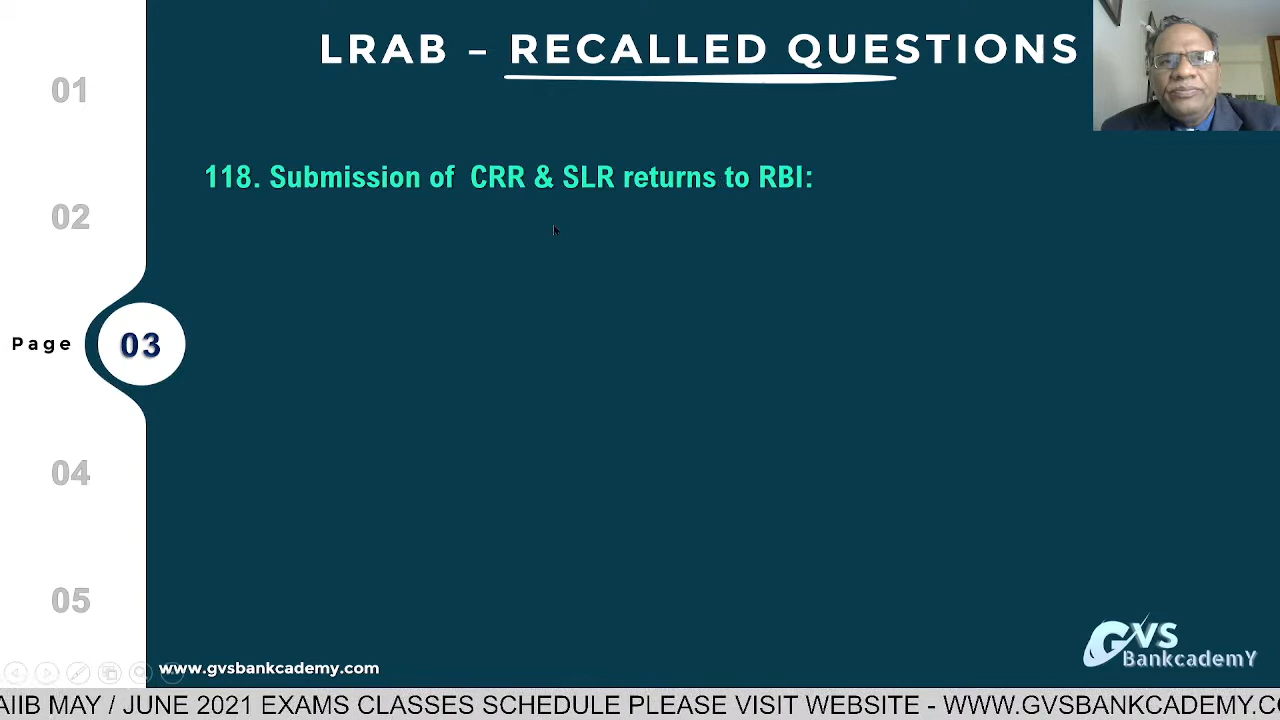 LRAB – RECALLED QUESTIONS
01
118. Submission of CRR & SLR returns to RBI:
02
Page 03
04
05
GVS
BankcademY
www.gvsbankcademy.com
AIIB MAY / JUNE 2021 EXAMS CLASSES SCHEDULE PLEASE VISIT WEBSITE - WWW.GVSBANKCADEMY.CO